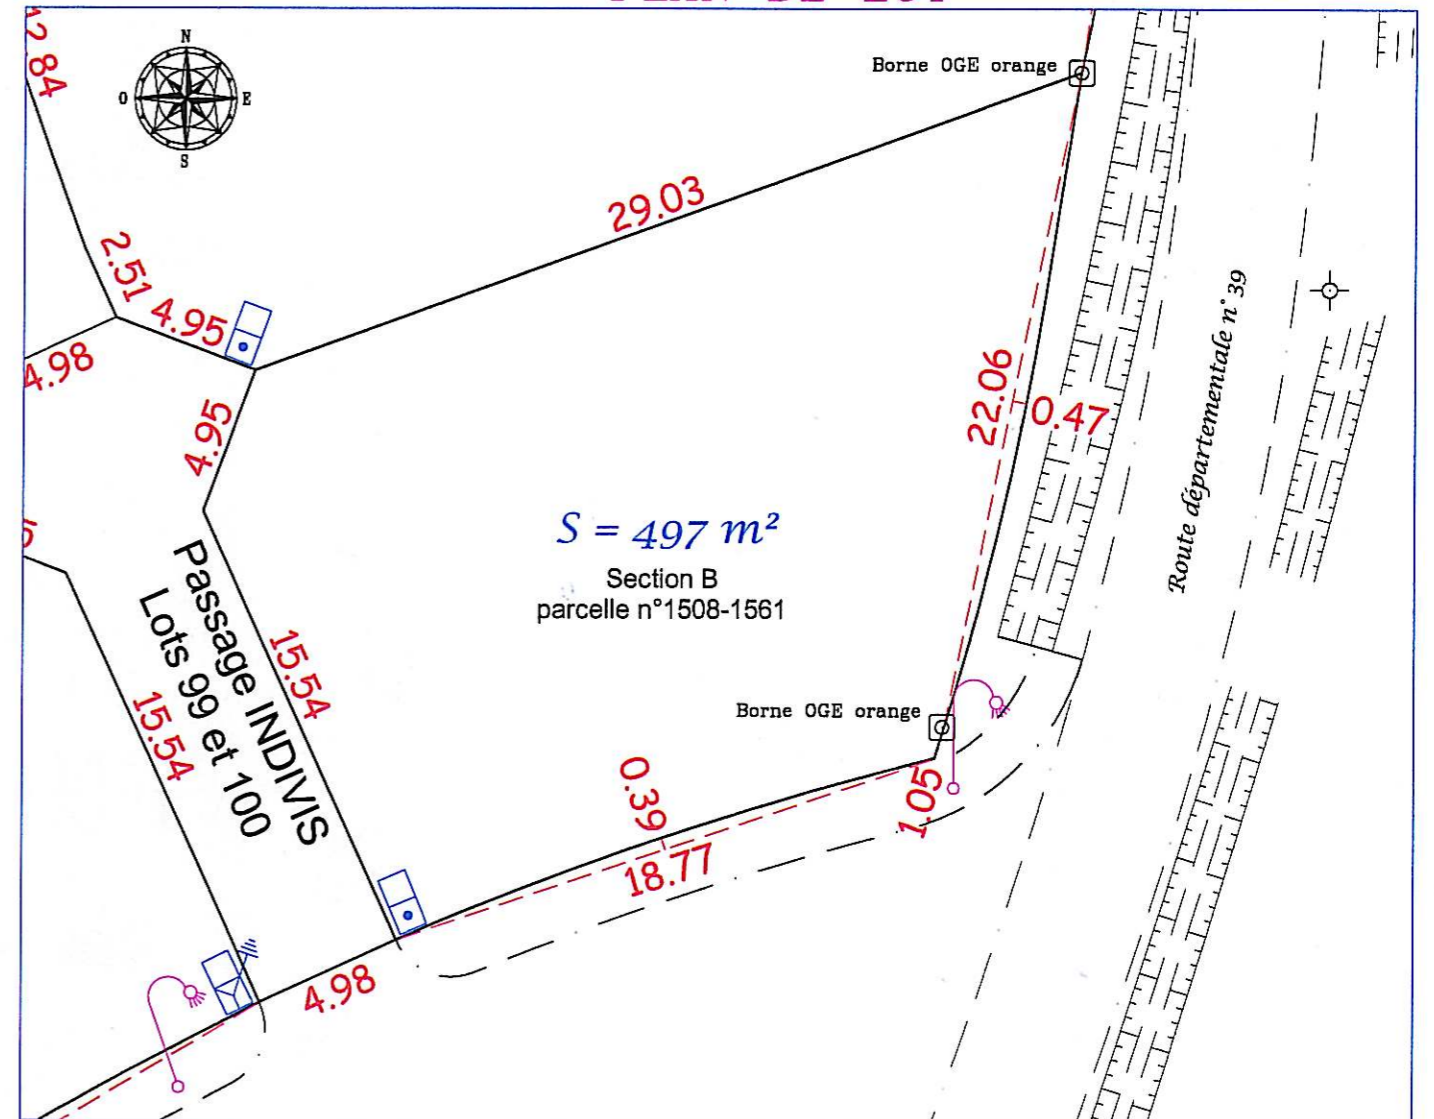 12.84
N
O
E
S
Borne OGE orange
29.03
2.51
4.95
4.98
4.95
22.06
0.47
Route départementale n° 39
S = 497 m²
Section B
parcelle n°1508-1561
Passage INDIVIS
Lots 99 et 100
15.54
15.54
Borne OGE orange
0.39
18.77
1.05
4.98